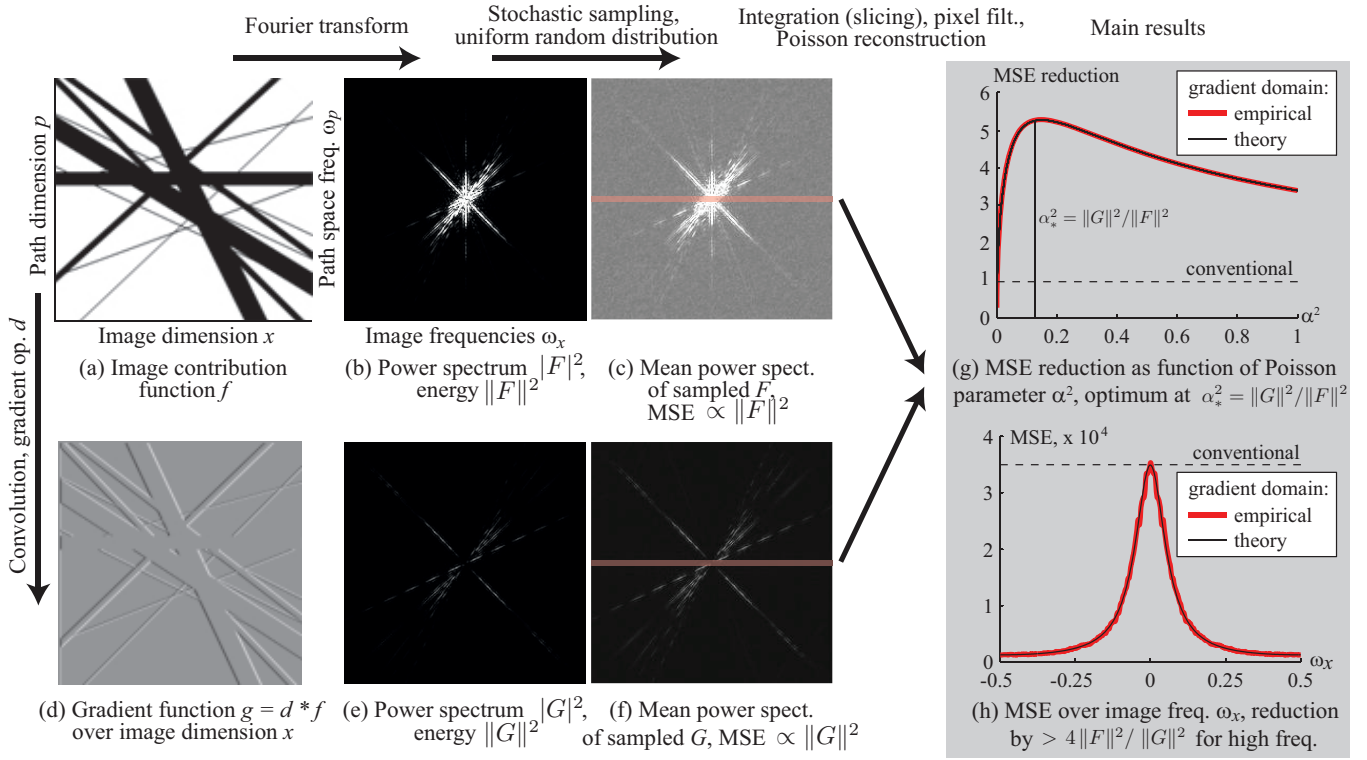 Fourier transform
Stochastic sampling,
uniform random distribution
Integration (slicing), pixel filt.,
Poisson reconstruction
Main results
Path dimension p
Image dimension x
(a) Image contribution
function f
Path space freq. ω_p
Image frequencies ω_x
(b) Power spectrum |F|²,
energy ‖F‖²
(c) Mean power spect.
of sampled F,
MSE ∝ ‖F‖²
Convolution, gradient op. d
(d) Gradient function g = d * f
over image dimension x
(e) Power spectrum |G|²,
energy ‖G‖²
(f) Mean power spect.
of sampled G, MSE ∝ ‖G‖²
MSE reduction
gradient domain:
empirical
theory
6
5
4
3
2
1
0
α²_* = ‖G‖²/‖F‖²
conventional
0 0.2 0.4 0.6 0.8 1 α²
(g) MSE reduction as function of Poisson
parameter α², optimum at α²_* = ‖G‖²/‖F‖²
MSE, x 10⁴
conventional
gradient domain:
empirical
theory
4
3
2
1
0
-0.5 -0.25 0 0.25 0.5 ω_x
(h) MSE over image freq. ω_x, reduction
by > 4‖F‖²/‖G‖² for high freq.